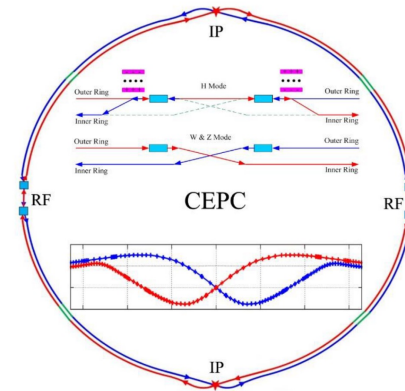 IP
Outer Ring
H Mode
Outer Ring
Inner Ring
Inner Ring
Outer Ring
W & Z Mode
Outer Ring
Inner Ring
Inner Ring
RF
CEPC
RF
IP